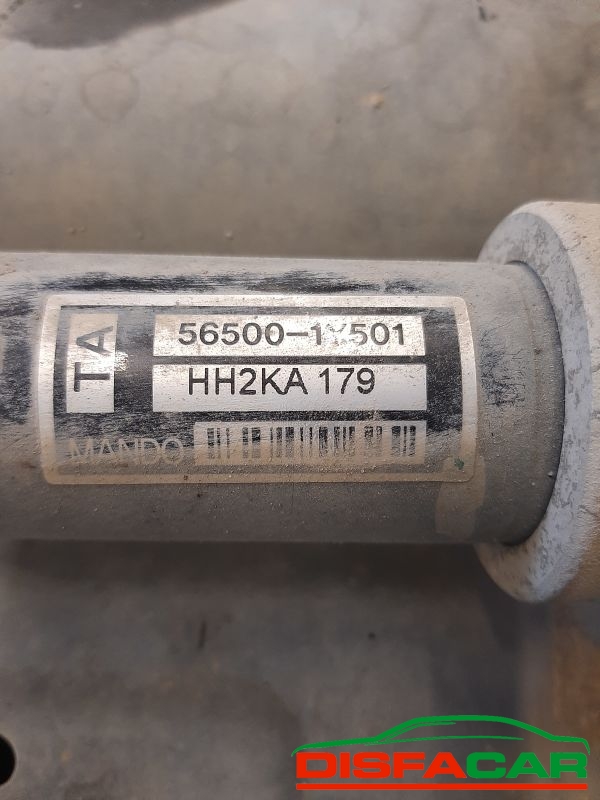 TA
56500-1Y501
HH2KA 179
MANDO
DISFACAR